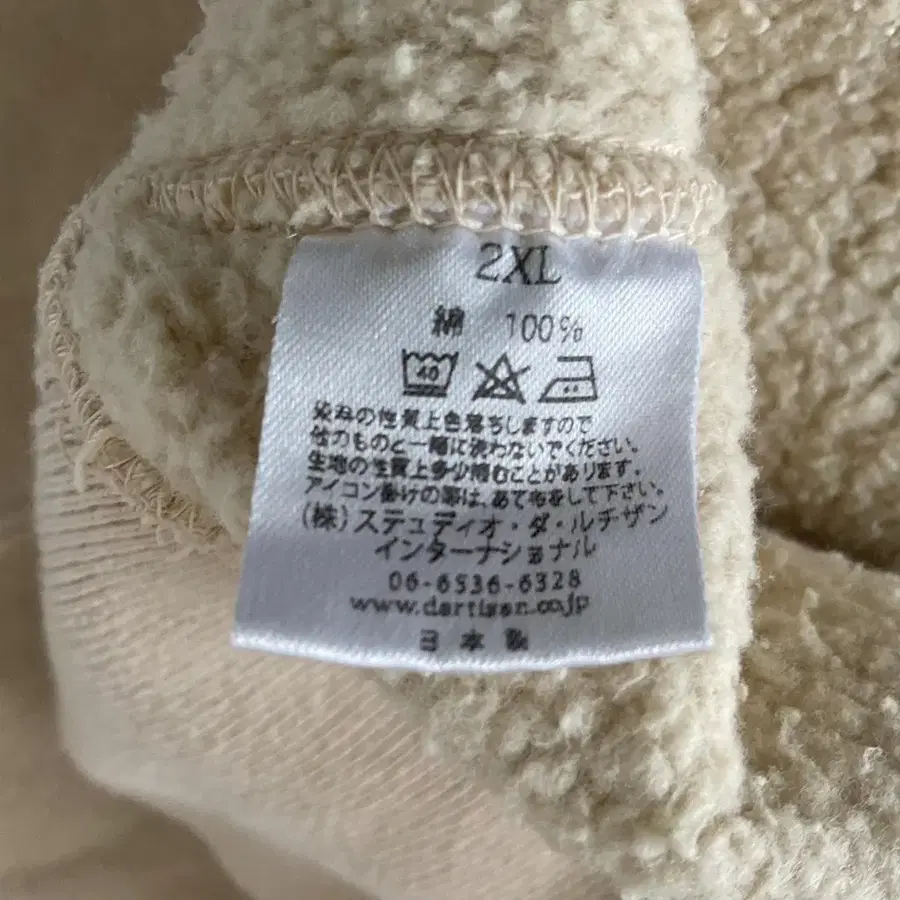 2XL
綿 100%
40
染料の性質上色落ちしますので
他のものと一緒に洗わないでください。
生地の性質上多少縮むことがあります。
アイコン掛けの際は、あて布をして下さい。
(株)ステュディオ・ダ・ルチザン
インターナショナル
06-6536-6328
www.dartisan.co.jp
日本製